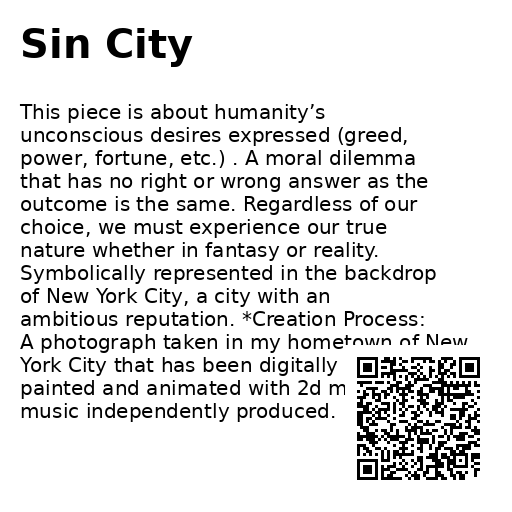 Sin City
This piece is about humanity’s
unconscious desires expressed (greed,
power, fortune, etc.) . A moral dilemma
that has no right or wrong answer as the
outcome is the same. Regardless of our
choice, we must experience our true
nature whether in fantasy or reality.
Symbolically represented in the backdrop
of New York City, a city with an
ambitious reputation. *Creation Process:
A photograph taken in my hometown of New
York City that has been digitally
painted and animated with 2d
music independently produced.